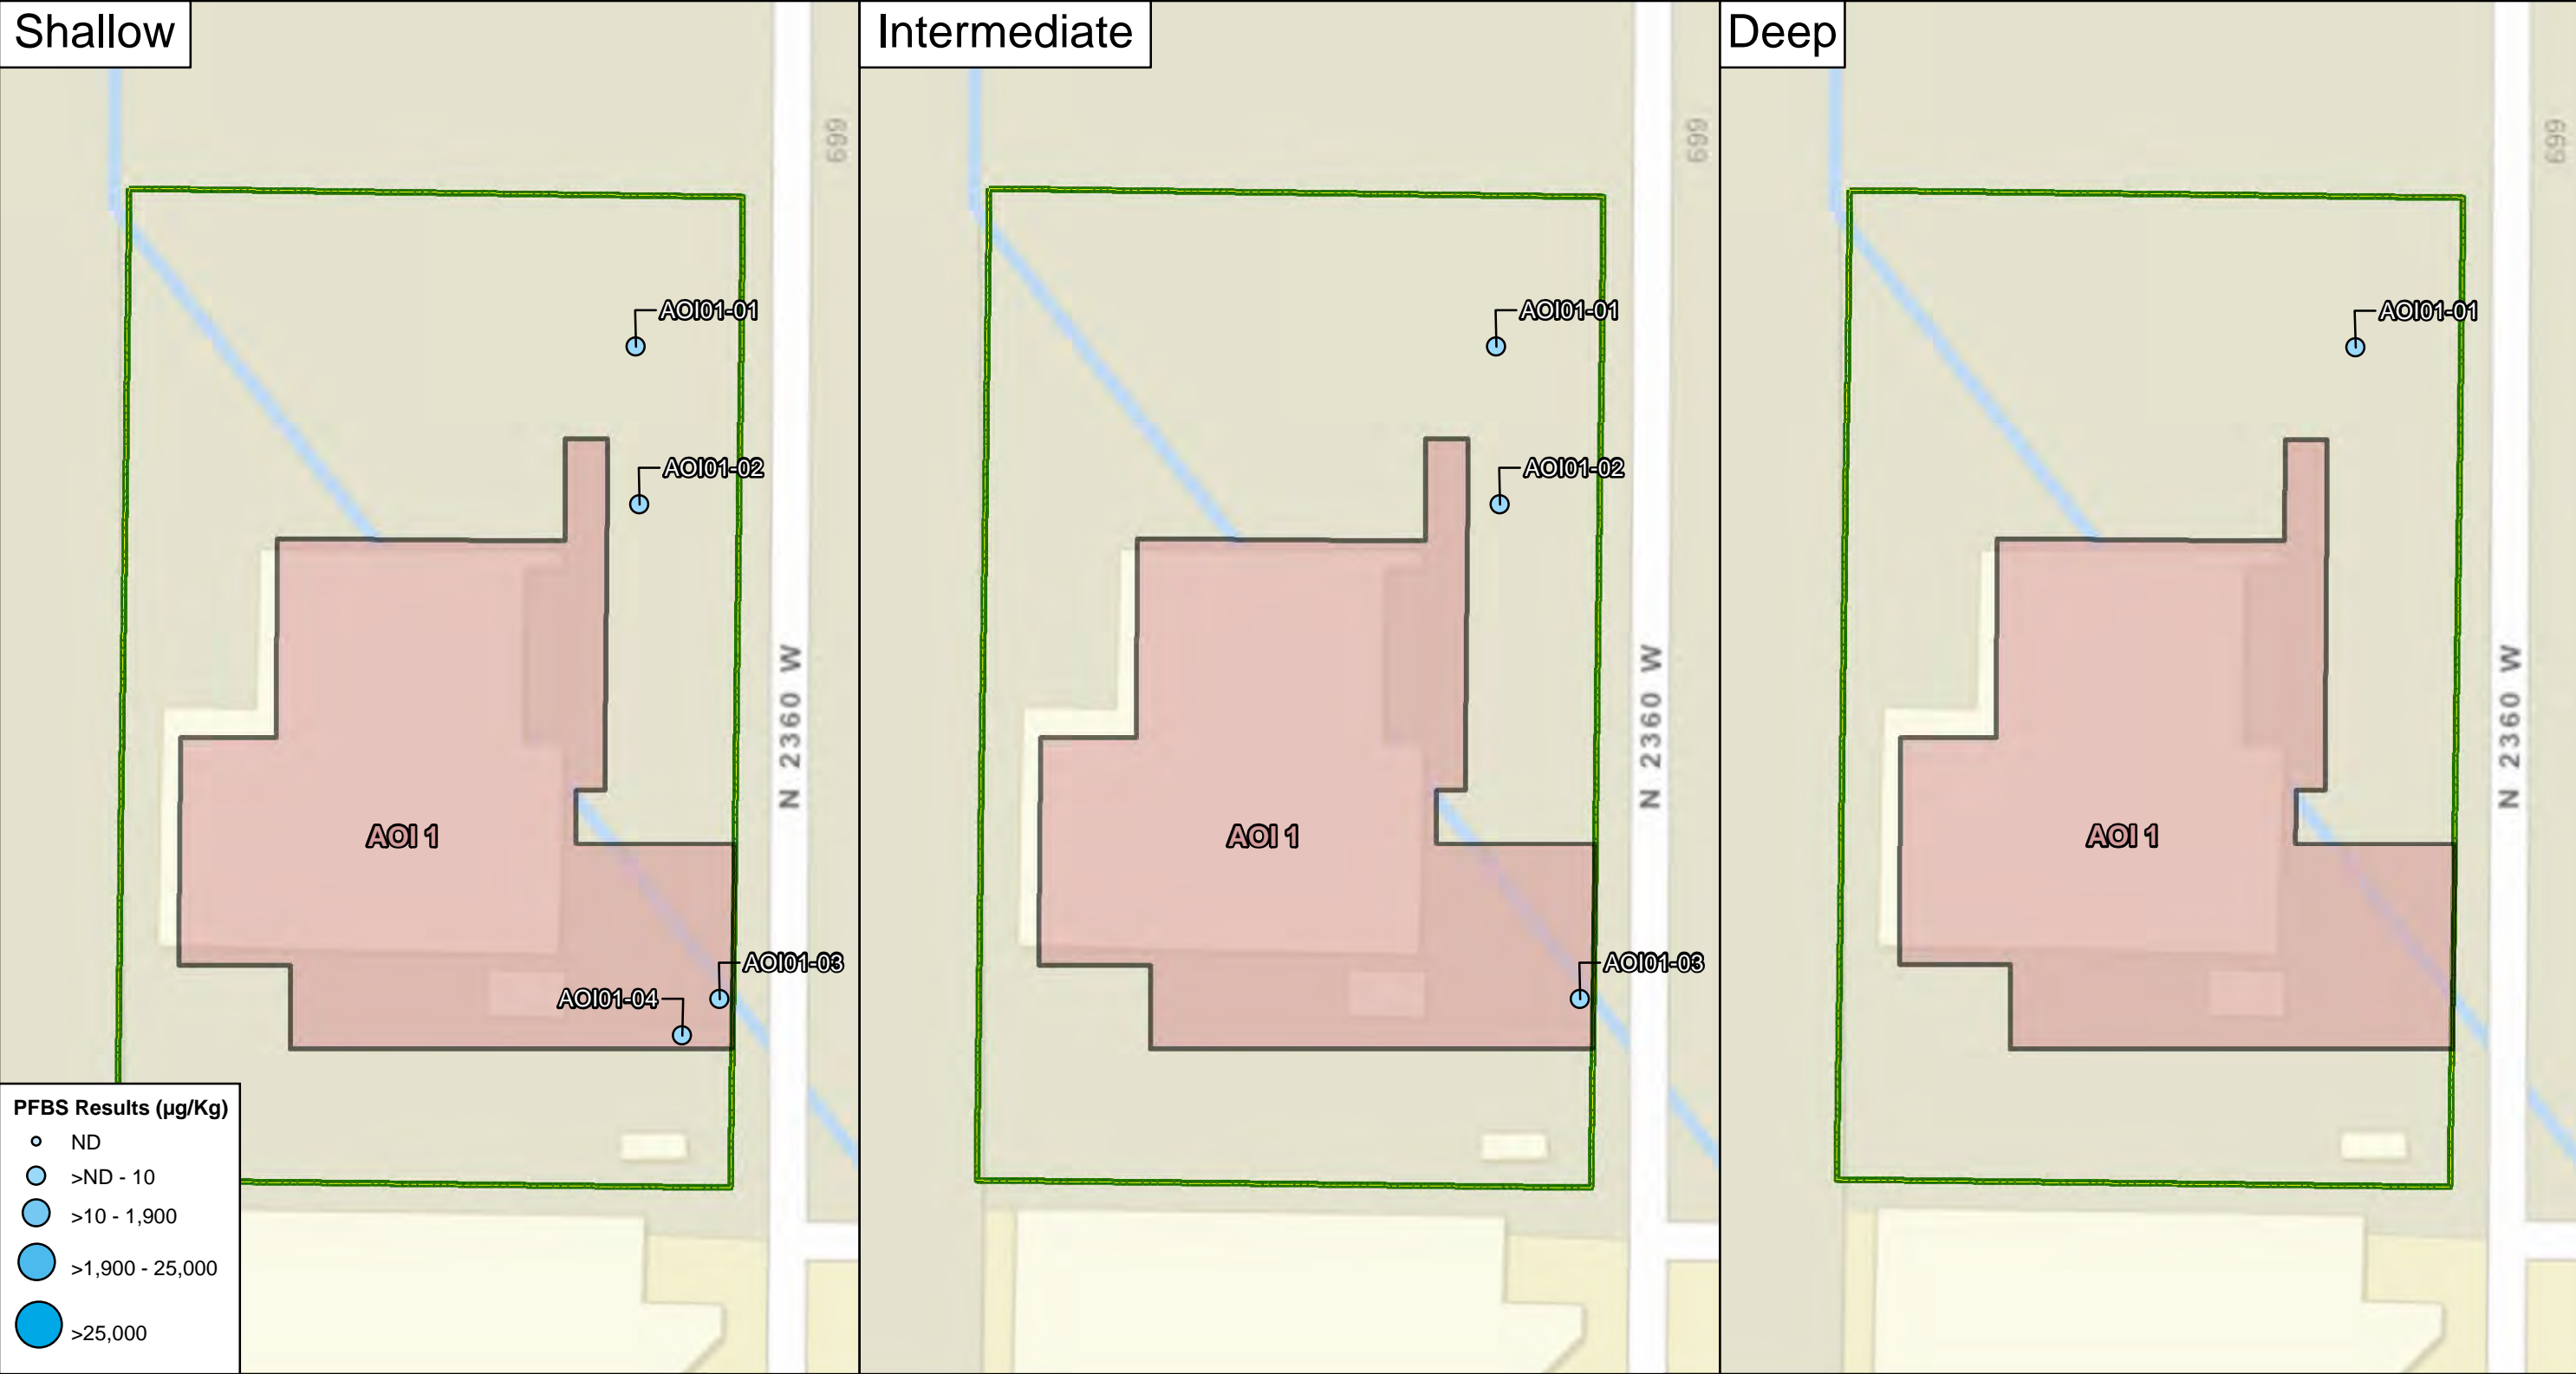 Shallow
699
AOI01-01
AOI01-02
N 2360 W
AOI 1
AOI01-03
AOI01-04
PFBS Results (µg/Kg)
ND
>ND - 10
>10 - 1,900
>1,900 - 25,000
>25,000
Intermediate
699
AOI01-01
AOI01-02
N 2360 W
AOI 1
AOI01-03
Deep
699
AOI01-01
N 2360 W
AOI 1